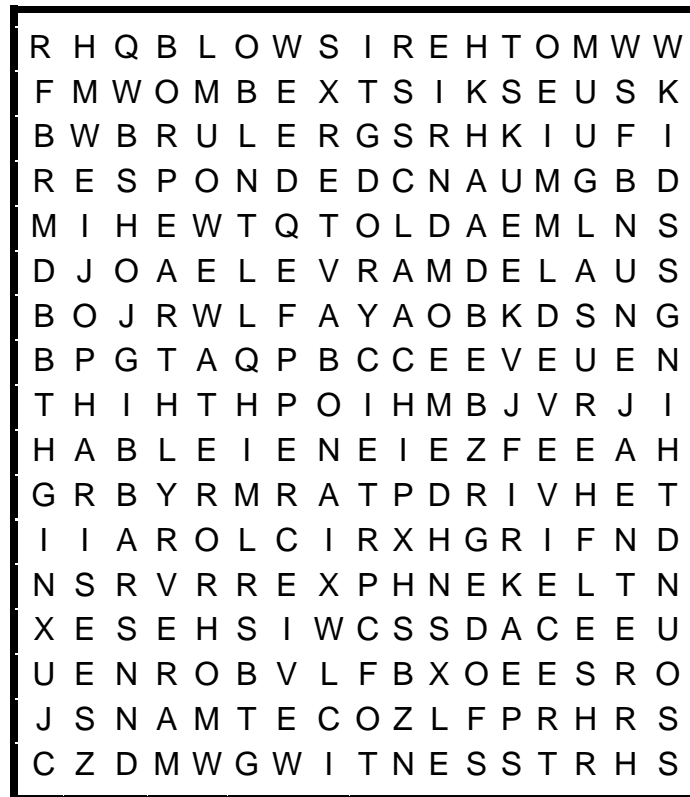 R H Q B L O W S I R E H T O M W W
F M W O M B E X T S I K S E U S K
B W B R U L E R G S R H K I U F I
R E S P O N D E D C N A U M G B D
M I H E W T Q T O L D A E M L N S
D J O A E L E V R A M D E L A U S
B O J R W L F A Y A O B K D S N G
B P G T A Q P B C C E E V E U E N
T H I H T H P O I H M B J V R J I
H A B L E I E N E I E Z F E E A H
G R B Y R M R A T P D R I V H E T
I I A R O L C I R X H G R I F N D
N S R V R R E X P H N E K E L T N
X E S E H S I W C S S D A C E E U
U E N R O B V L F B X O E E S R O
J S N A M T E C O Z L F P R H R S
C Z D M W G W I T N E S S T R H S